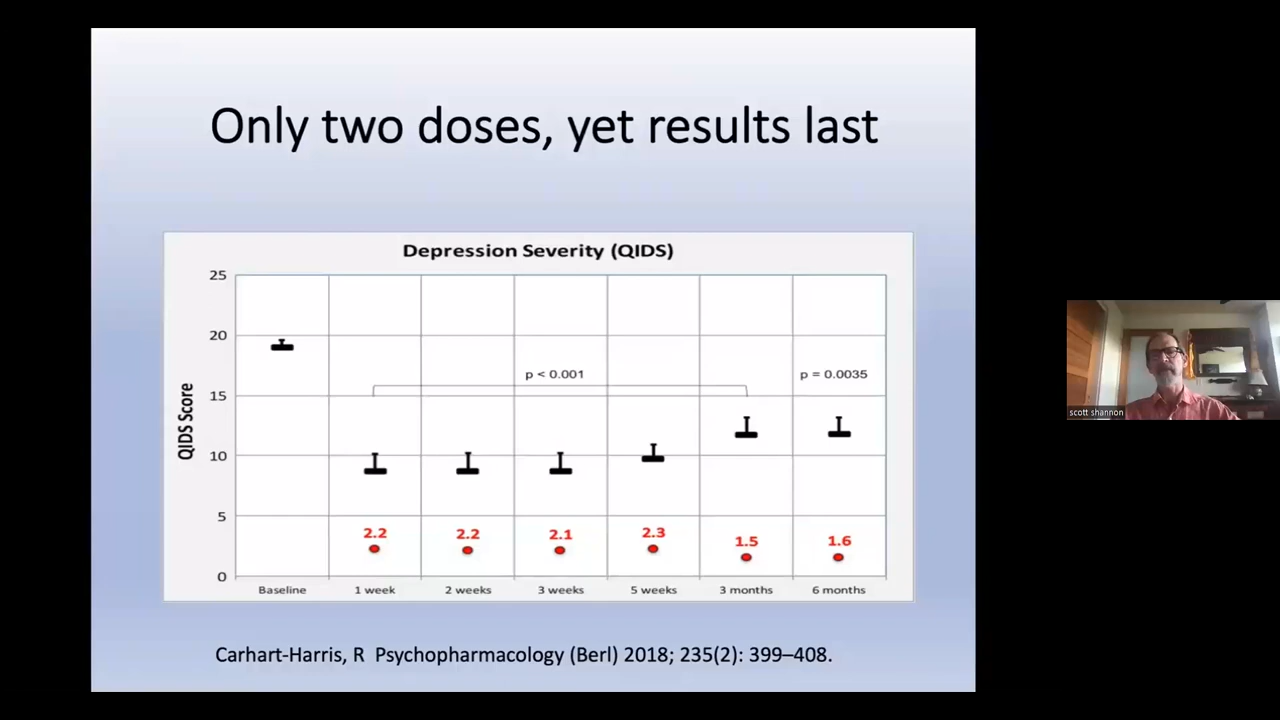 Only two doses, yet results last
Depression Severity (QIDS)
QIDS Score
25
20
15
10
5
0
p < 0.001
p = 0.0035
2.2
2.2
2.1
2.3
1.5
1.6
Baseline
1 week
2 weeks
3 weeks
5 weeks
3 months
6 months
Carhart-Harris, R Psychopharmacology (Berl) 2018; 235(2): 399–408.
scott shannon